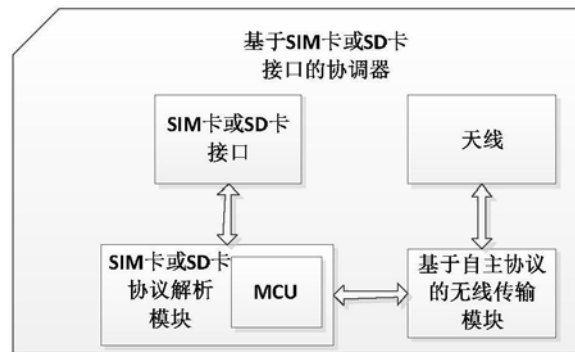 基于SIM卡或SD卡
接口的协调器
SIM卡或SD卡
接口
天线
SIM卡或SD卡
协议解析
模块
MCU
基于自主协议
的无线传输
模块